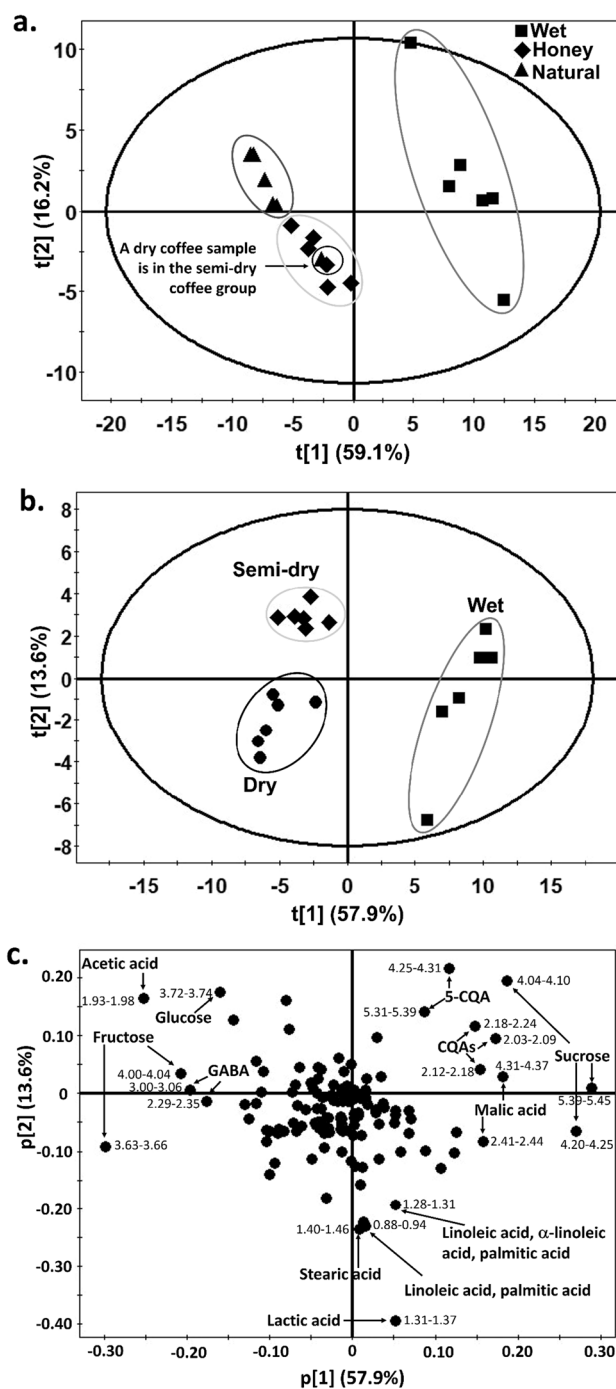 a.
Wet
Honey
Natural
10
5
0
-5
-10
t[2] (16.2%)
A dry coffee sample
is in the semi-dry
coffee group
-20 -15 -10 -5 0 5 10 15 20
t[1] (59.1%)
b.
8
6
4
2
0
-2
-4
-6
-8
t[2] (13.6%)
Semi-dry
Wet
Dry
-15 -10 -5 0 5 10 15
t[1] (57.9%)
c.
0.20
0.10
0
-0.10
-0.20
-0.30
-0.40
p[2] (13.6%)
Acetic acid
1.93-1.98
3.72-3.74
Glucose
Fructose
4.00-4.04
3.00-3.06
GABA
2.29-2.35
3.63-3.66
4.25-4.31
5-CQA
5.31-5.39
4.04-4.10
2.18-2.24
CQAs
2.03-2.09
2.12-2.18
4.31-4.37
Sucrose
5.39-5.45
Malic acid
2.41-2.44
4.20-4.25
1.28-1.31
Linoleic acid, α-linoleic
acid, palmitic acid
0.88-0.94
1.40-1.46
Stearic acid
Linoleic acid, palmitic acid
Lactic acid
1.31-1.37
-0.30 -0.20 -0.10 0 0.10 0.20 0.30
p[1] (57.9%)